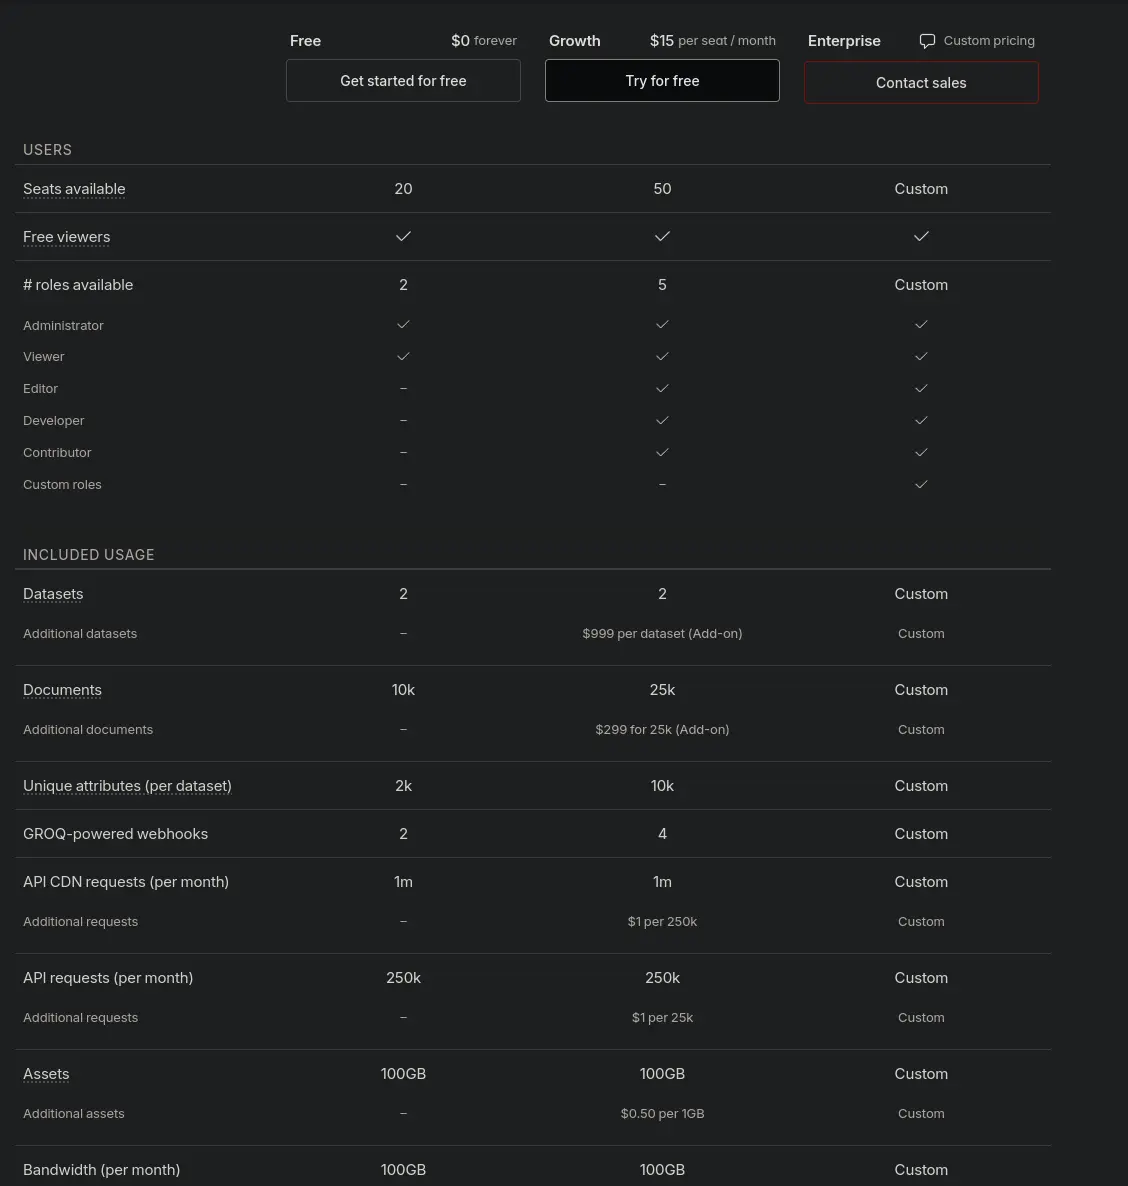 Free $0 forever Growth $15 per seat / month Enterprise Custom pricing
Get started for free Try for free Contact sales
USERS
Seats available 20 50 Custom
Free viewers ✓ ✓ ✓
# roles available 2 5 Custom
Administrator ✓ ✓ ✓
Viewer ✓ ✓ ✓
Editor – ✓ ✓
Developer – ✓ ✓
Contributor – ✓ ✓
Custom roles – – ✓
INCLUDED USAGE
Datasets 2 2 Custom
Additional datasets – $999 per dataset (Add-on) Custom
Documents 10k 25k Custom
Additional documents – $299 for 25k (Add-on) Custom
Unique attributes (per dataset) 2k 10k Custom
GROQ-powered webhooks 2 4 Custom
API CDN requests (per month) 1m 1m Custom
Additional requests – $1 per 250k Custom
API requests (per month) 250k 250k Custom
Additional requests – $1 per 25k Custom
Assets 100GB 100GB Custom
Additional assets – $0.50 per 1GB Custom
Bandwidth (per month) 100GB 100GB Custom